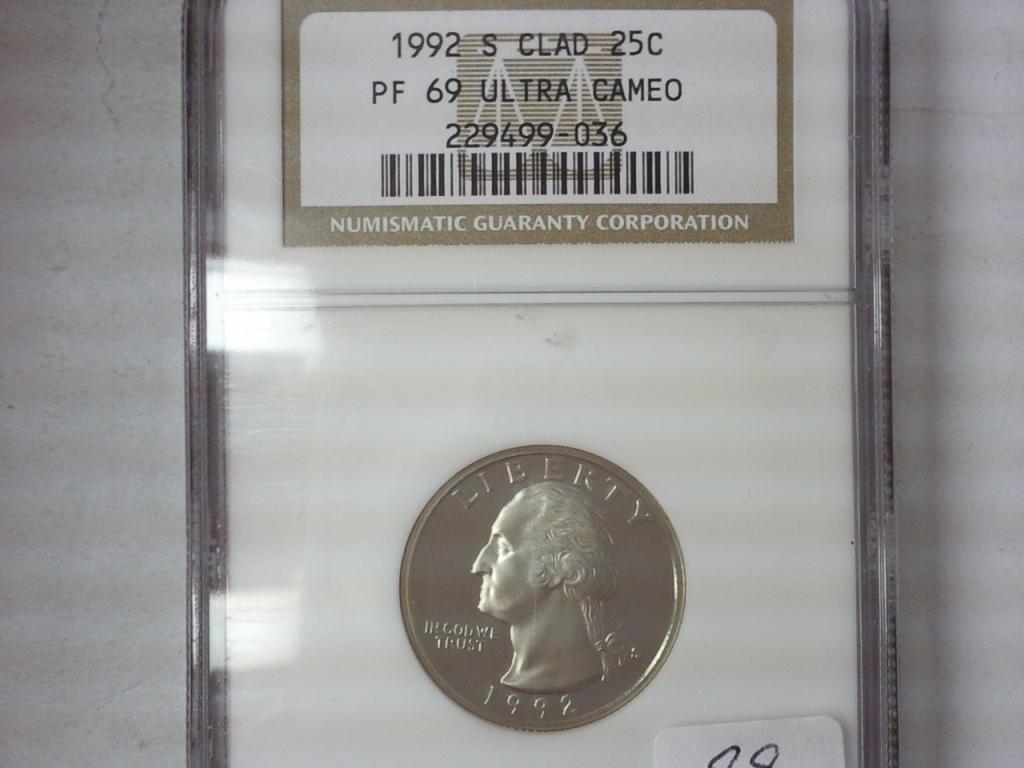 1992 S CLAD 25C
PF 69 ULTRA CAMEO
229499-036
NUMISMATIC GUARANTY CORPORATION
LIBERTY
IN GOD WE
TRUST
S
1992